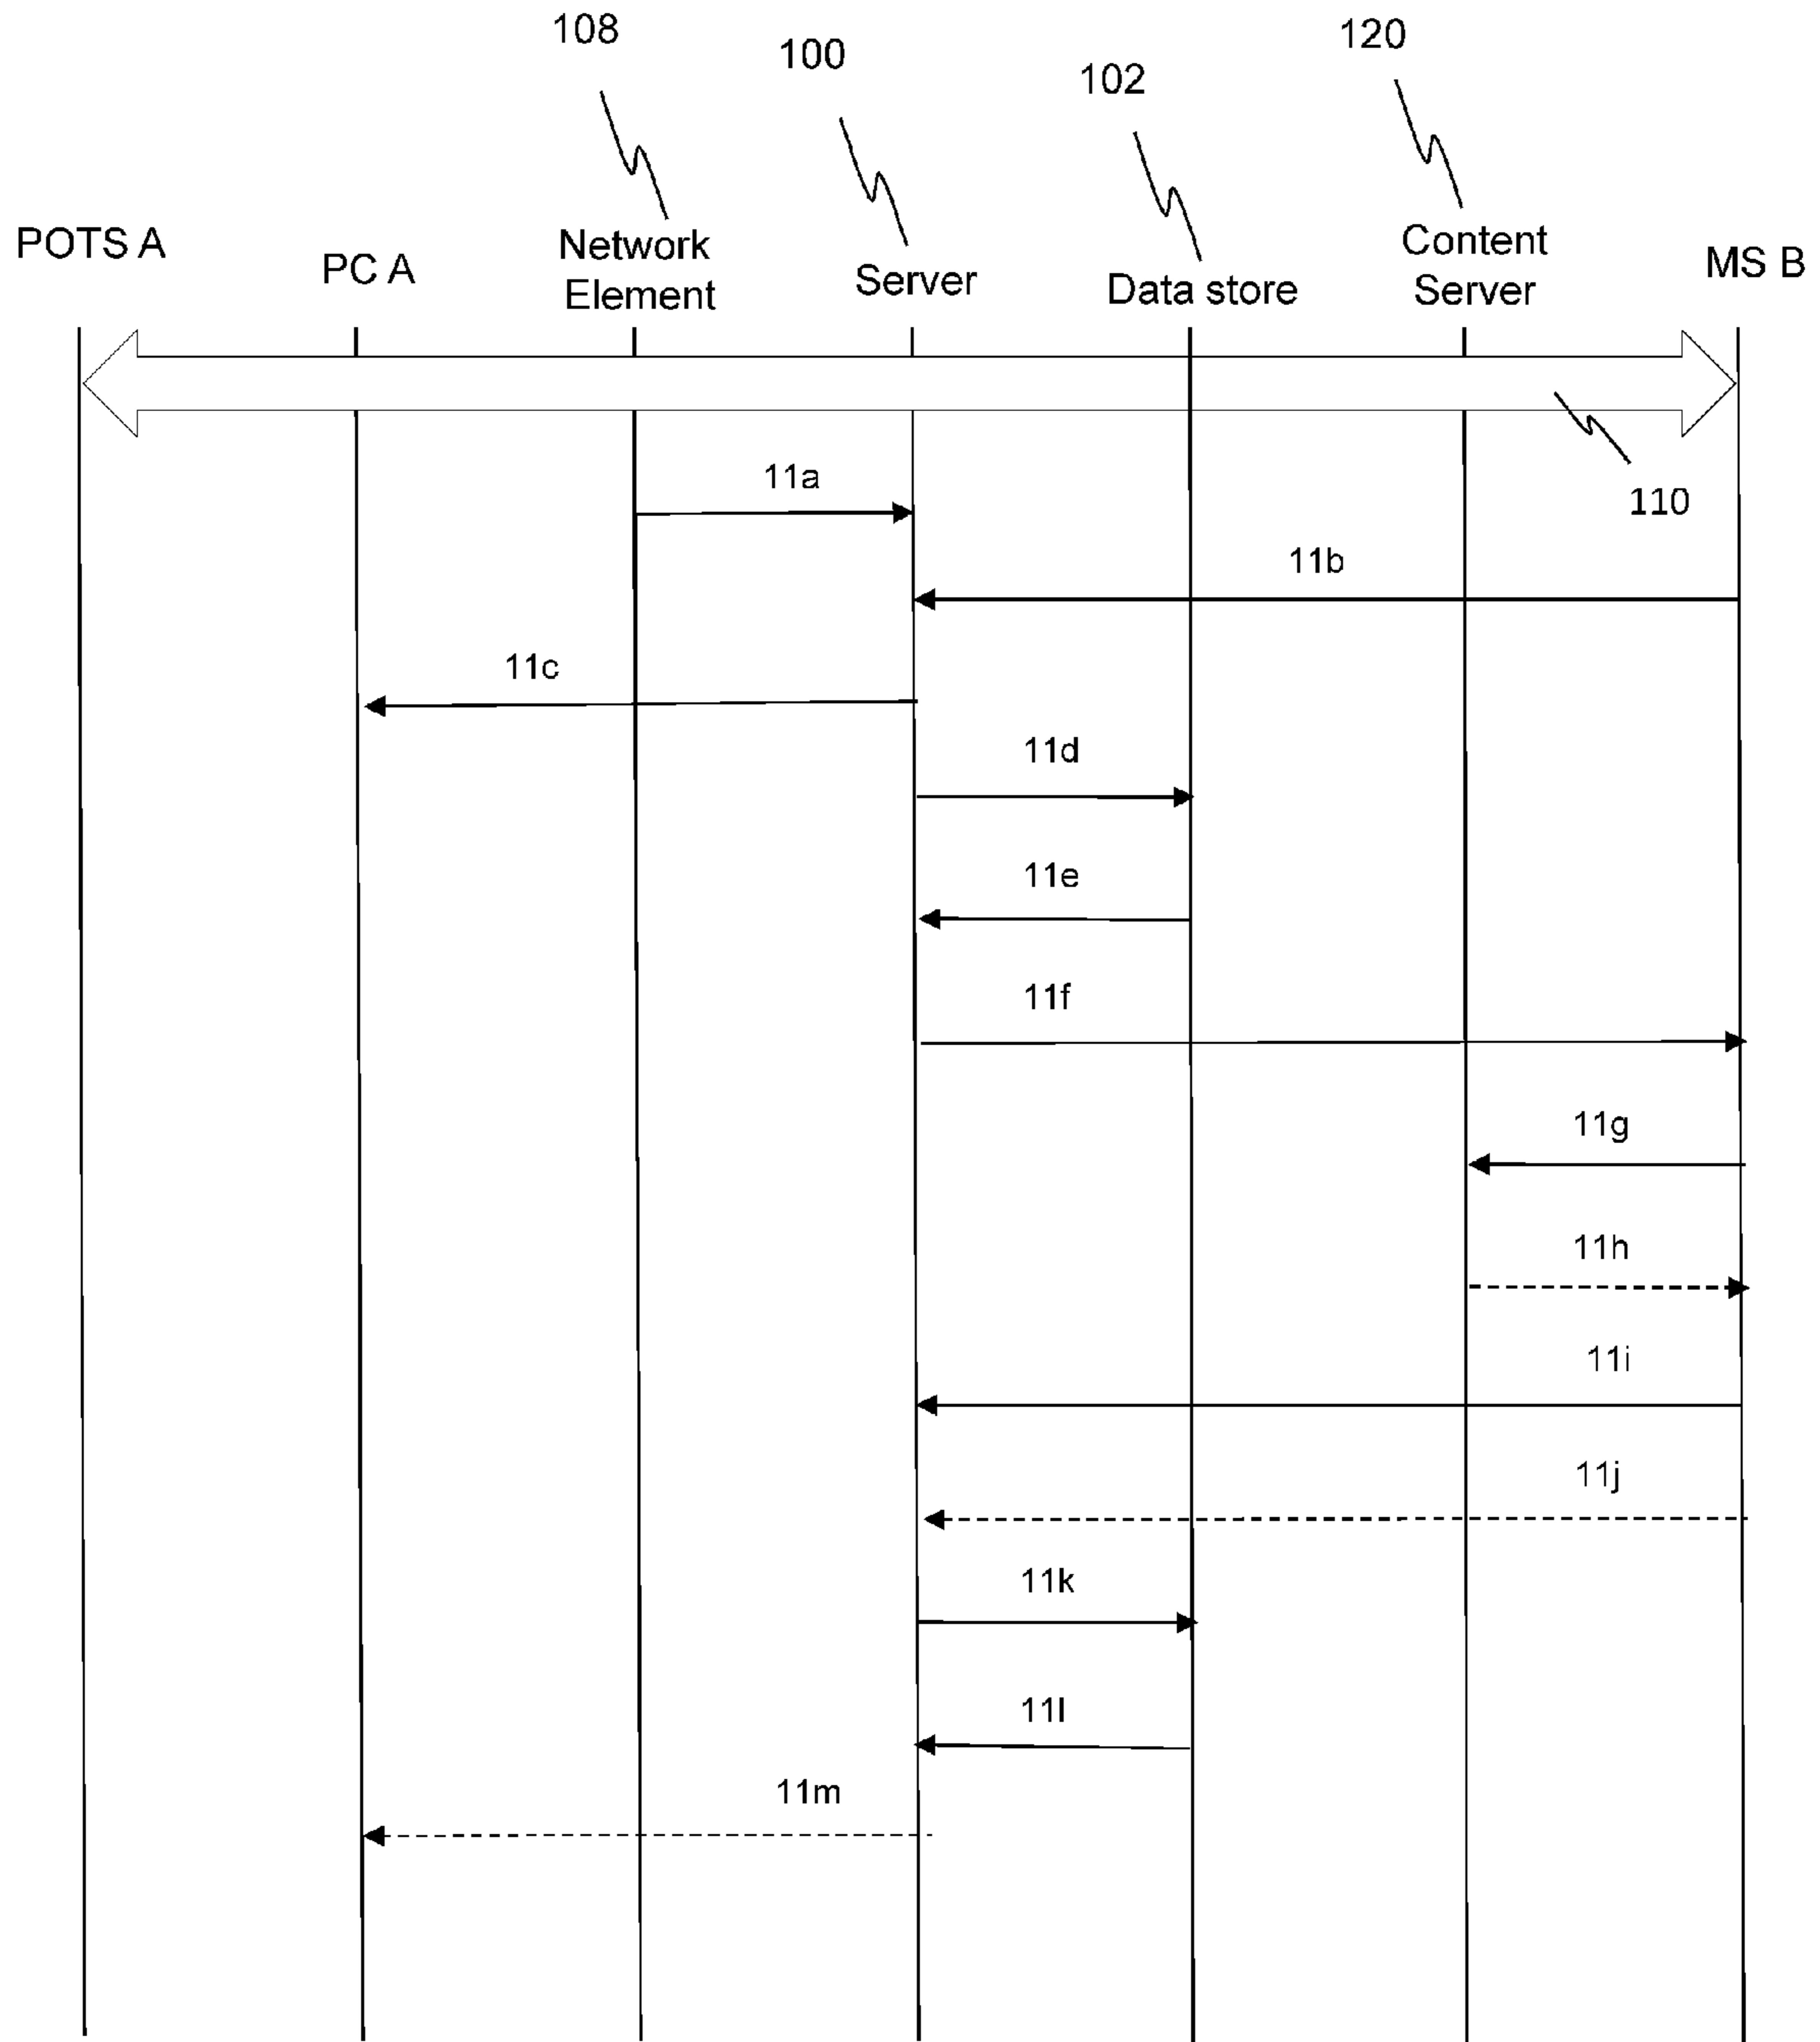 108
100
102
120
POTS A
PC A
Network
Element
Server
Data store
Content
Server
MS B
110
11a
11b
11c
11d
11e
11f
11g
11h
11i
11j
11k
11l
11m